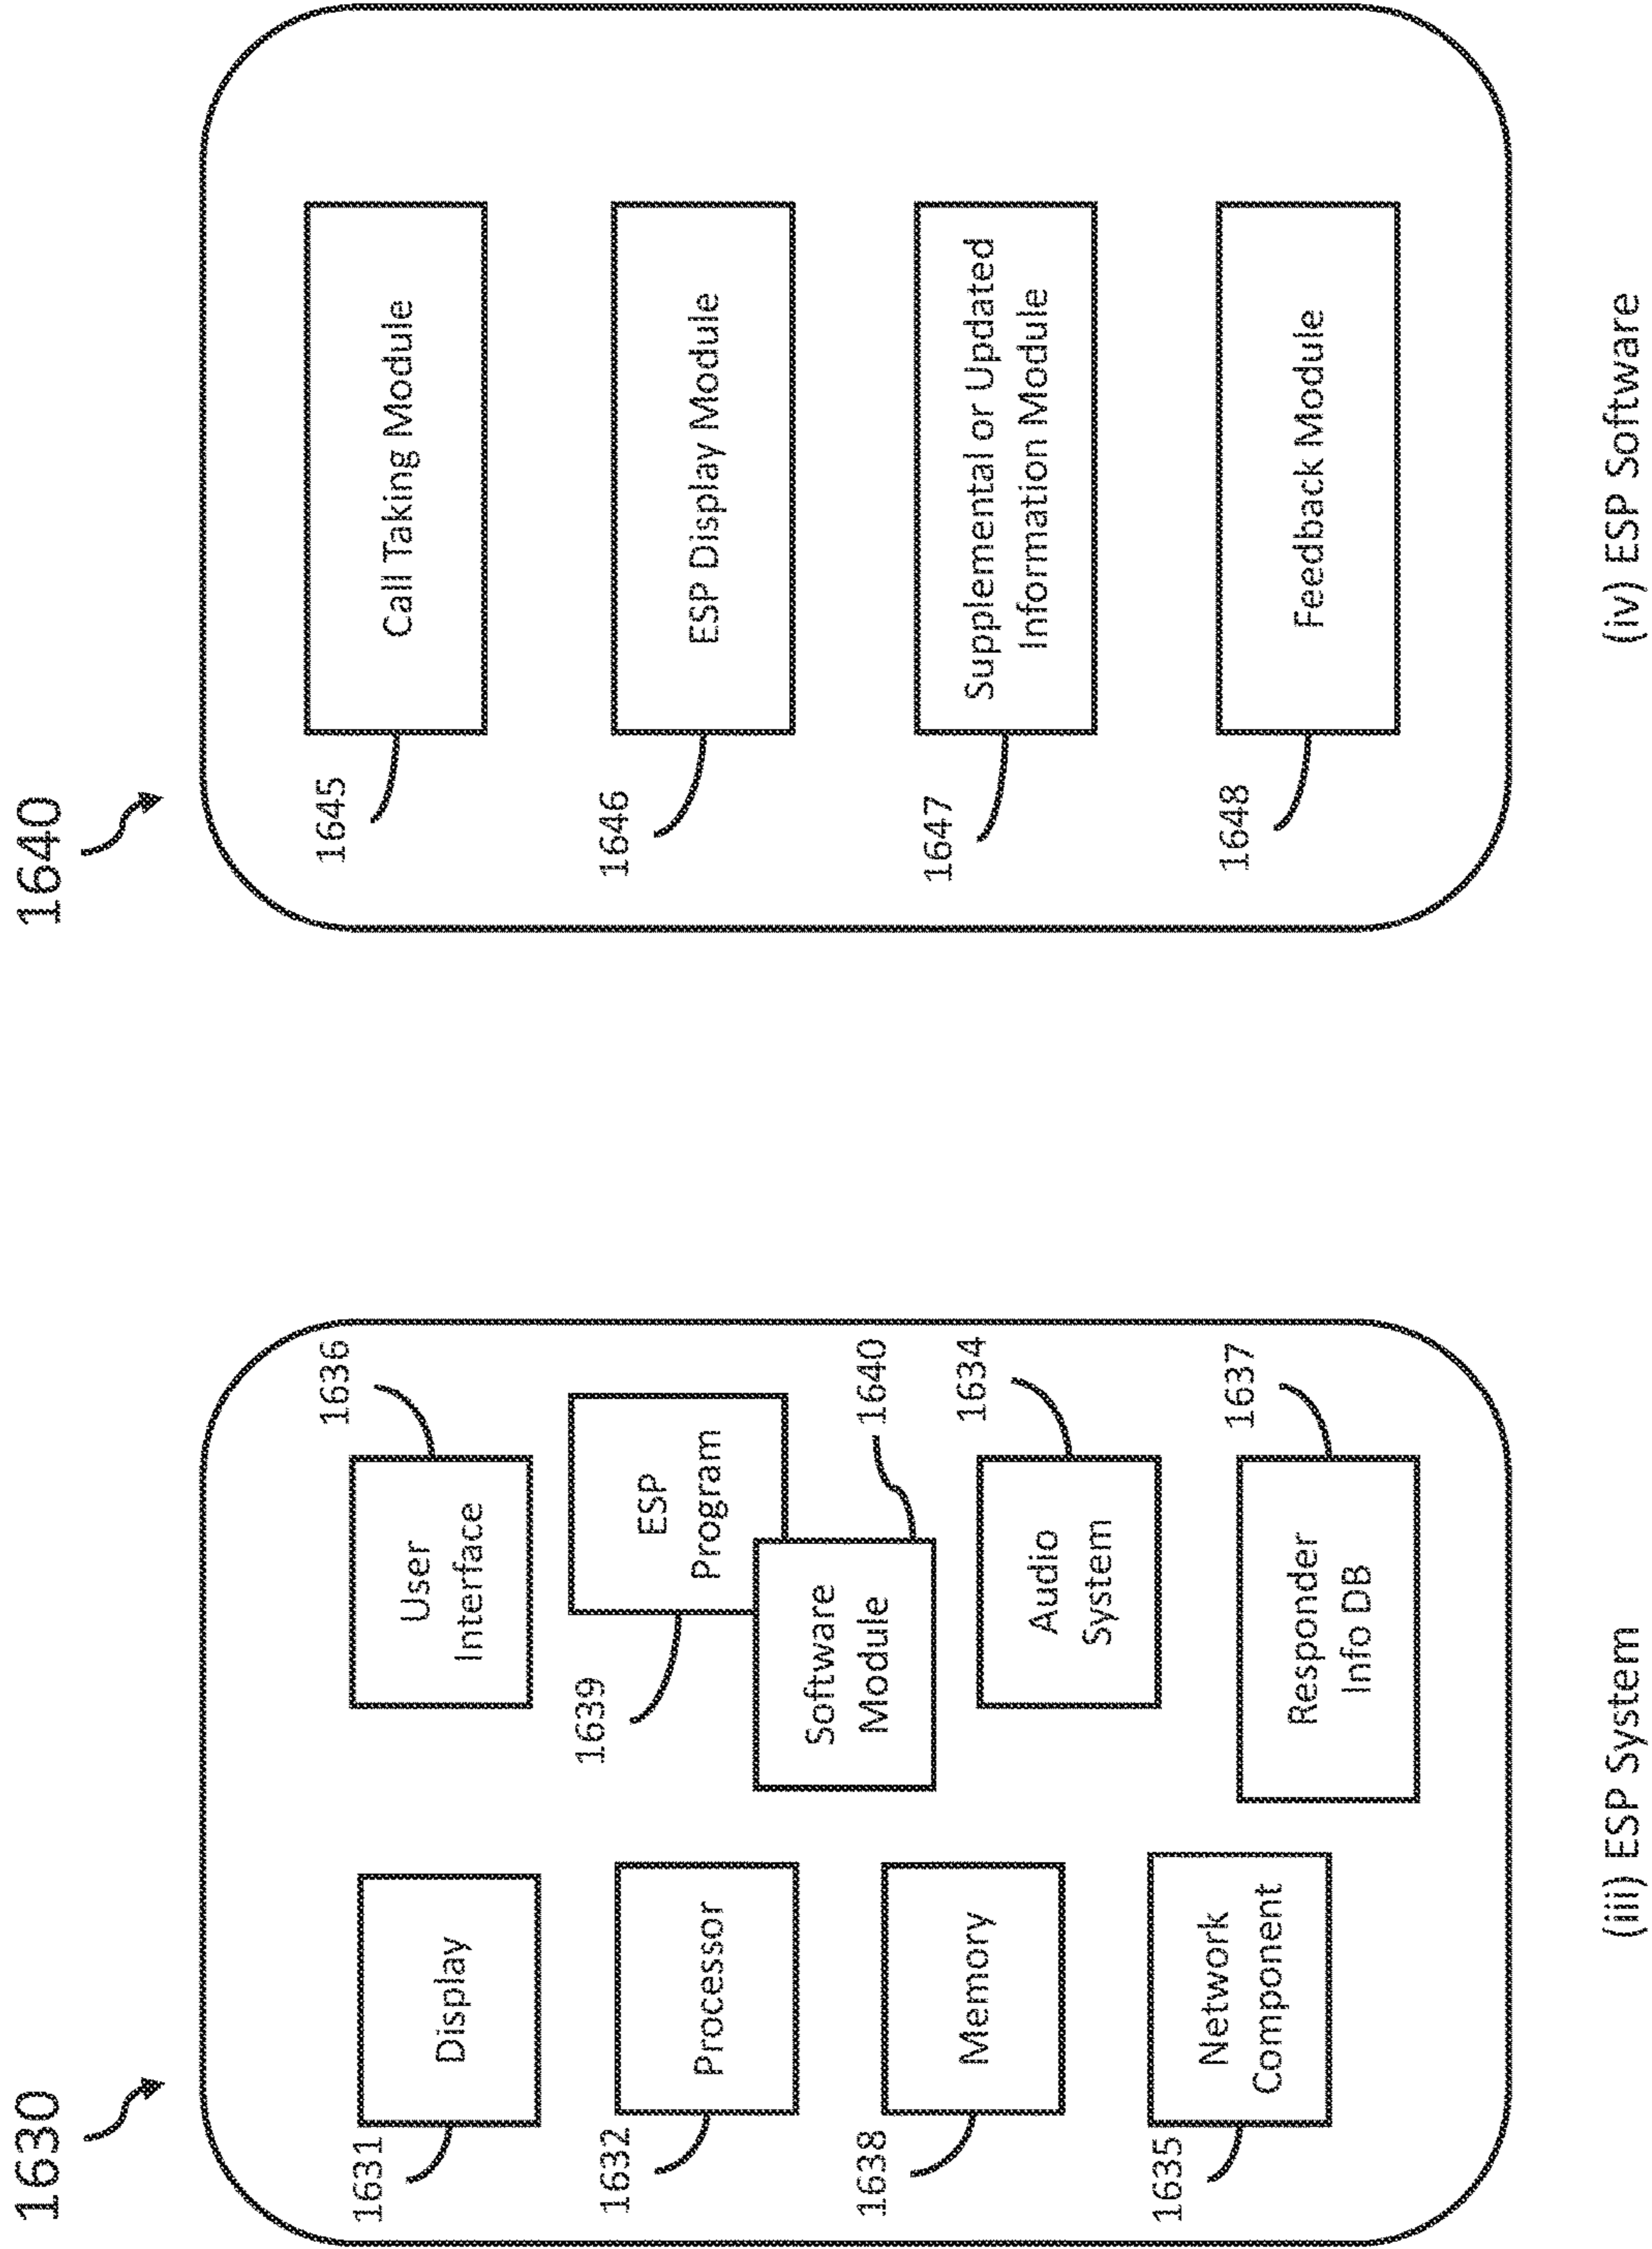 1630
1631
Display
1632
Processor
1638
Memory
1635
Network
Component
1636
User
Interface
1639
ESP
Program
Software
Module
1640
1634
Audio
System
1637
Responder
Info DB
(iii) ESP System
1640
1645
Call Taking Module
1646
ESP Display Module
1647
Supplemental or Updated
Information Module
1648
Feedback Module
(iv) ESP Software